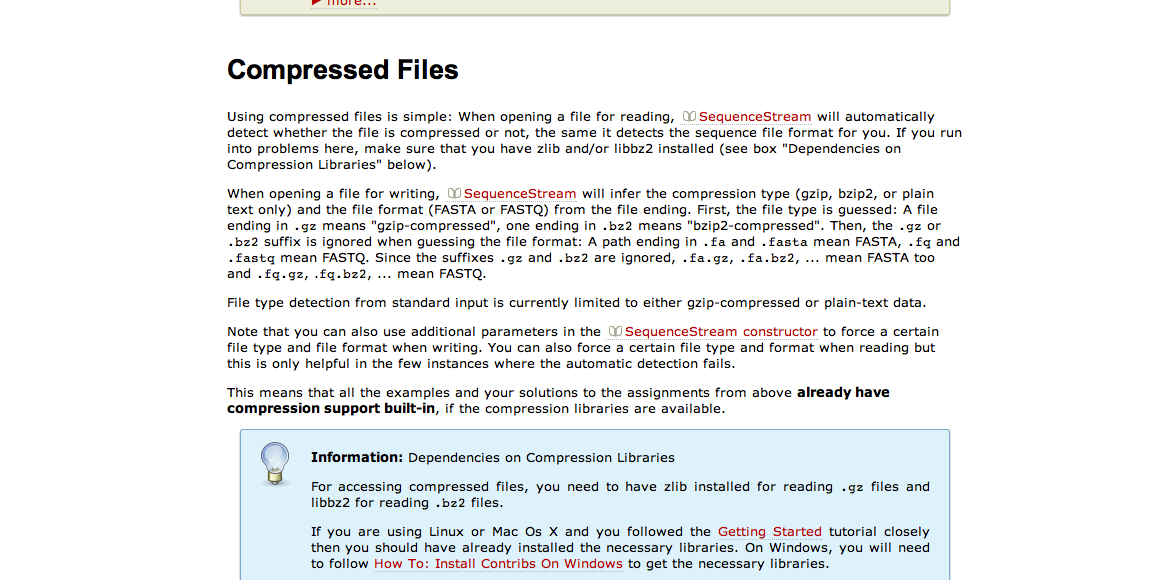 more...
Compressed Files
Using compressed files is simple: When opening a file for reading, SequenceStream will automatically
detect whether the file is compressed or not, the same it detects the sequence file format for you. If you run
into problems here, make sure that you have zlib and/or libbz2 installed (see box "Dependencies on
Compression Libraries" below).
When opening a file for writing, SequenceStream will infer the compression type (gzip, bzip2, or plain
text only) and the file format (FASTA or FASTQ) from the file ending. First, the file type is guessed: A file
ending in .gz means "gzip-compressed", one ending in .bz2 means "bzip2-compressed". Then, the .gz or
.bz2 suffix is ignored when guessing the file format: A path ending in .fa and .fasta mean FASTA, .fq and
.fastq mean FASTQ. Since the suffixes .gz and .bz2 are ignored, .fa.gz, .fa.bz2, ... mean FASTA too
and .fq.gz, .fq.bz2, ... mean FASTQ.
File type detection from standard input is currently limited to either gzip-compressed or plain-text data.
Note that you can also use additional parameters in the SequenceStream constructor to force a certain
file type and file format when writing. You can also force a certain file type and format when reading but
this is only helpful in the few instances where the automatic detection fails.
This means that all the examples and your solutions to the assignments from above already have
compression support built-in, if the compression libraries are available.
Information: Dependencies on Compression Libraries
For accessing compressed files, you need to have zlib installed for reading .gz files and
libbz2 for reading .bz2 files.
If you are using Linux or Mac Os X and you followed the Getting Started tutorial closely
then you should have already installed the necessary libraries. On Windows, you will need
to follow How To: Install Contribs On Windows to get the necessary libraries.